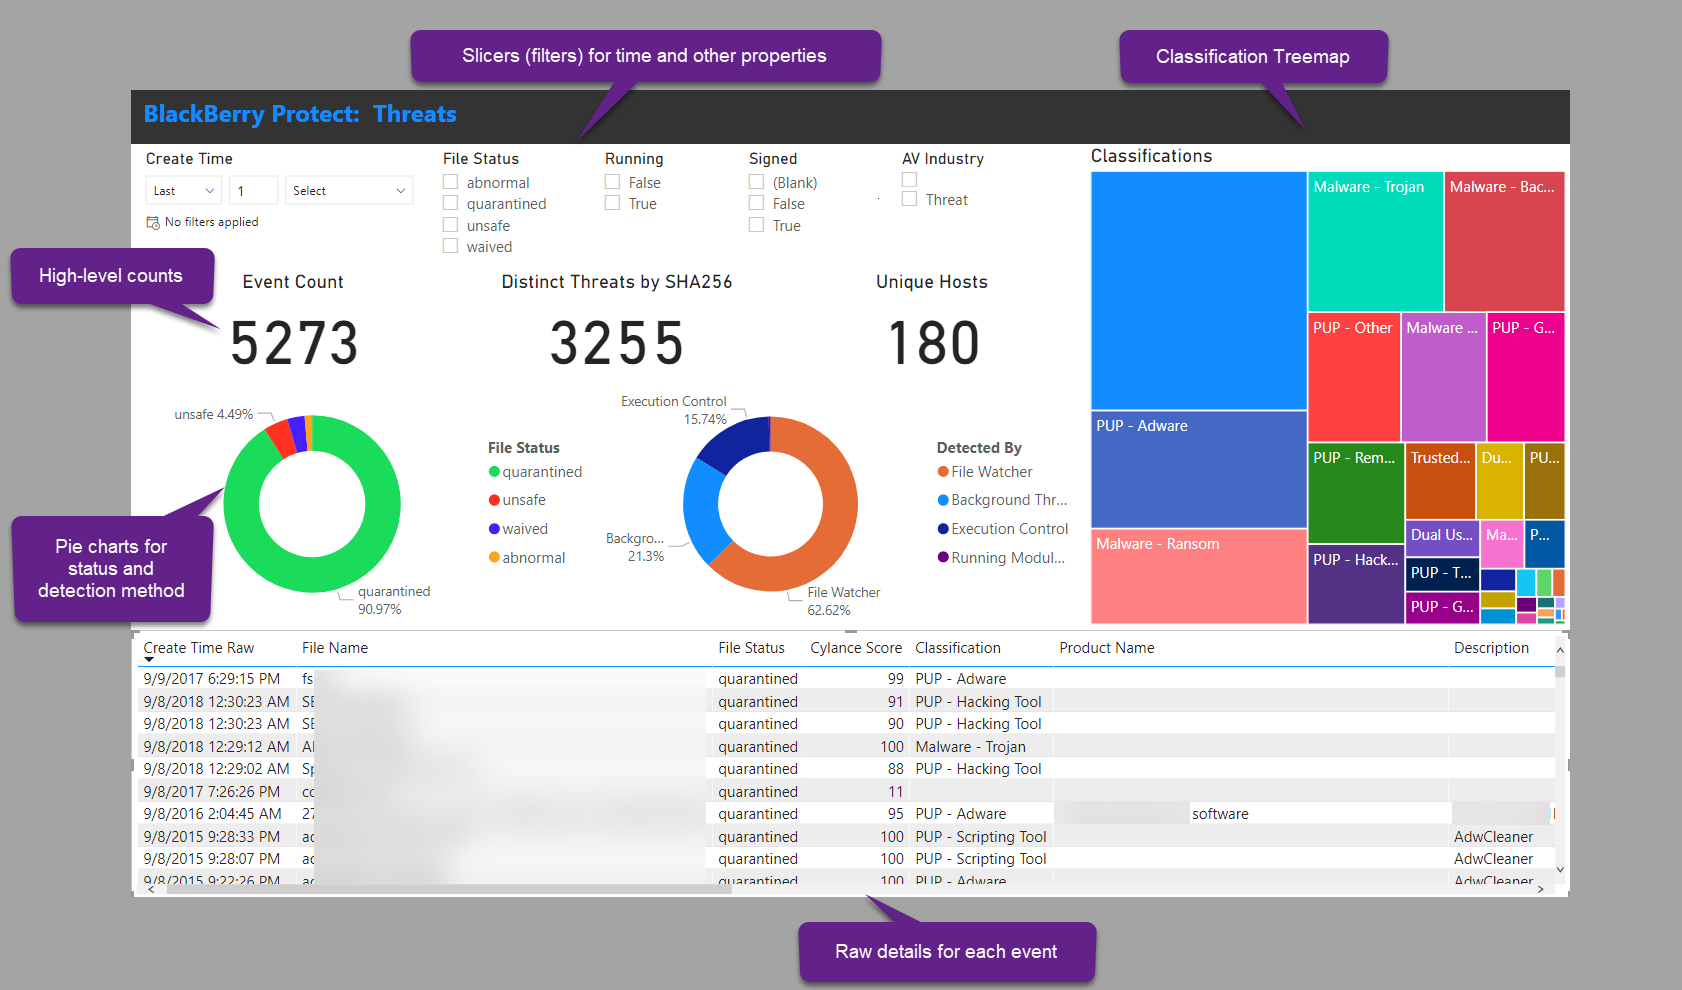 Slicers (filters) for time and other properties
Classification Treemap
BlackBerry Protect: Threats
Create Time
Last
1
Select
No filters applied
File Status
abnormal
quarantined
unsafe
waived
Running
False
True
Signed
(Blank)
False
True
AV Industry
Threat
Classifications
Malware - Trojan
Malware - Bac...
PUP - Other
Malware ...
PUP - G...
PUP - Adware
PUP - Rem...
Trusted...
Du...
PU...
Malware - Ransom
Dual Us...
Ma...
P...
PUP - Hack...
PUP - T...
PUP - G...
High-level counts
Event Count
5273
Distinct Threats by SHA256
3255
Unique Hosts
180
unsafe 4.49%
quarantined
90.97%
File Status
quarantined
unsafe
waived
abnormal
Execution Control
15.74%
Backgro...
21.3%
File Watcher
62.62%
Detected By
File Watcher
Background Thr...
Execution Control
Running Modul...
Pie charts for
status and
detection method
Create Time Raw File Name File Status Cylance Score Classification Product Name Description
9/9/2017 6:29:15 PM fs quarantined 99 PUP - Adware
9/8/2018 12:30:23 AM SE quarantined 91 PUP - Hacking Tool
9/8/2018 12:30:23 AM SE quarantined 90 PUP - Hacking Tool
9/8/2018 12:29:12 AM quarantined 100 Malware - Trojan
9/8/2018 12:29:02 AM Sp quarantined 88 PUP - Hacking Tool
9/8/2017 7:26:26 PM quarantined 11
9/8/2016 2:04:45 AM 27 quarantined 95 PUP - Adware software
9/8/2015 9:28:33 PM quarantined 100 PUP - Scripting Tool AdwCleaner
9/8/2015 9:28:07 PM quarantined 100 PUP - Scripting Tool AdwCleaner
9/8/2015 9:22:26 PM quarantined 100 PUP - Adware AdwCleaner
Raw details for each event